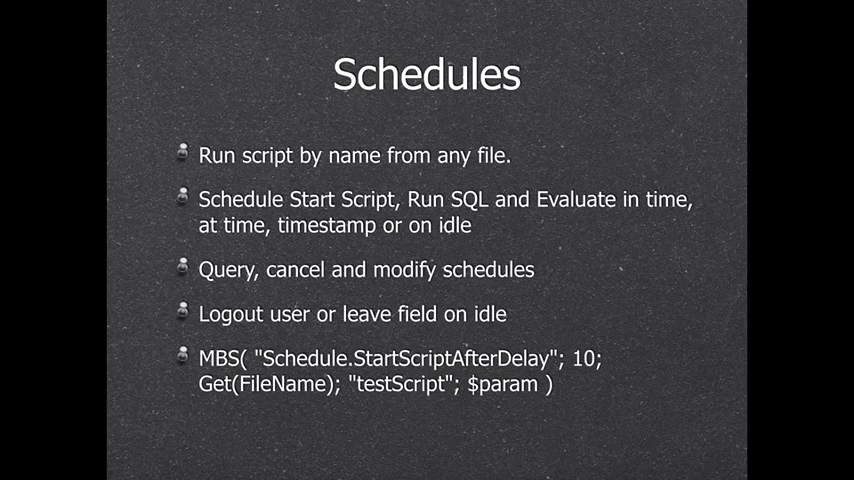 Schedules
Run script by name from any file.
Schedule Start Script, Run SQL and Evaluate in time,
at time, timestamp or on idle
Query, cancel and modify schedules
Logout user or leave field on idle
MBS( "Schedule.StartScriptAfterDelay"; 10;
Get(FileName); "testScript"; $param )